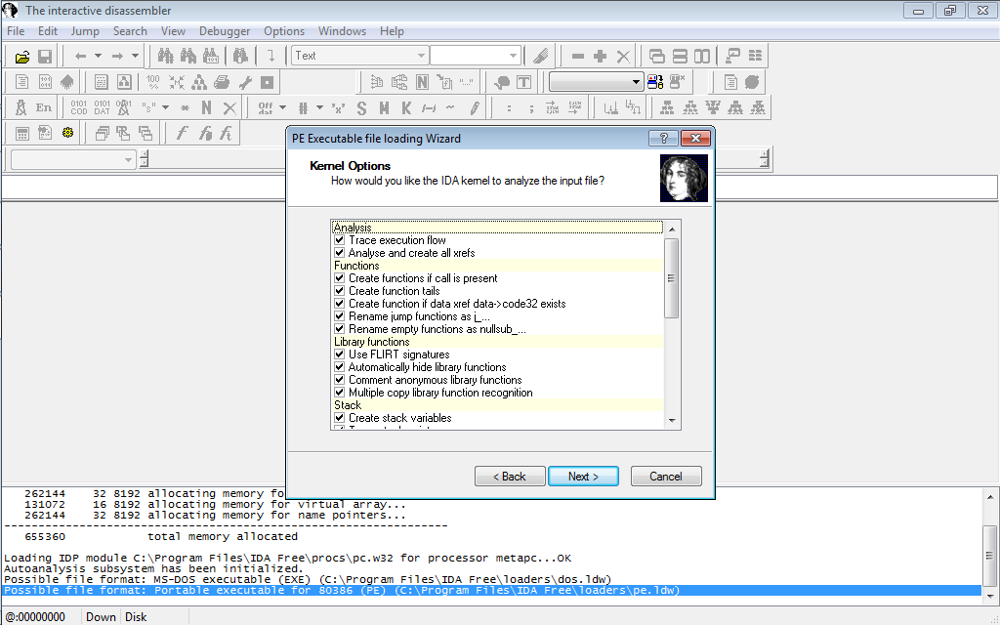 The interactive disassembler
File Edit Jump Search View Debugger Options Windows Help
Text
En
PE Executable file loading Wizard
Kernel Options
How would you like the IDA kernel to analyze the input file?
Analysis
Trace execution flow
Analyse and create all xrefs
Functions
Create functions if call is present
Create function tails
Create function if data xref data->code32 exists
Rename jump functions as j_...
Rename empty functions as nullsub_...
Library functions
Use FLIRT signatures
Automatically hide library functions
Comment anonymous library functions
Multiple copy library function recognition
Stack
Create stack variables
< Back Next > Cancel
262144 32 8192 allocating memory fo
131072 16 8192 allocating memory for virtual array...
262144 32 8192 allocating memory for name pointers...
-----------------------------------------------------------------
655360 total memory allocated
Loading IDP module C:\Program Files\IDA Free\procs\pc.w32 for processor metapc...OK
Autoanalysis subsystem has been initialized.
Possible file format: MS-DOS executable (EXE) (C:\Program Files\IDA Free\loaders\dos.ldw)
Possible file format: Portable executable for 80386 (PE) (C:\Program Files\IDA Free\loaders\pe.ldw)
@:00000000 Down Disk